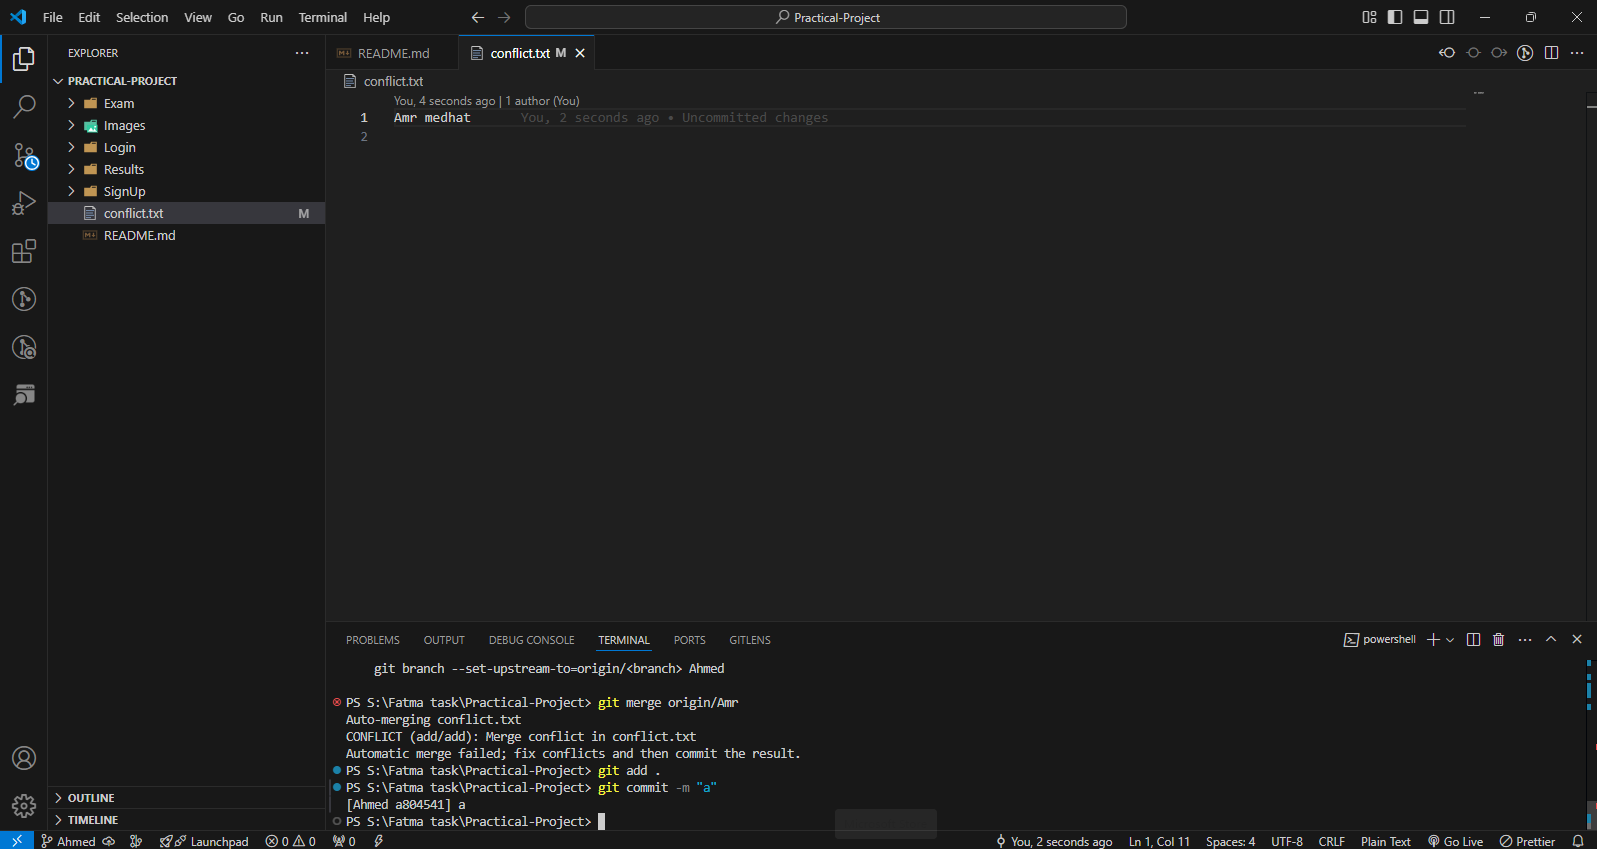 File Edit Selection View Go Run Terminal Help
Practical-Project
EXPLORER
PRACTICAL-PROJECT
Exam
Images
Login
Results
SignUp
conflict.txt M
README.md
OUTLINE
TIMELINE
README.md
conflict.txt M
conflict.txt
You, 4 seconds ago | 1 author (You)
1 Amr medhat You, 2 seconds ago • Uncommitted changes
2
PROBLEMS OUTPUT DEBUG CONSOLE TERMINAL PORTS GITLENS
powershell
git branch --set-upstream-to=origin/<branch> Ahmed
PS S:\Fatma task\Practical-Project> git merge origin/Amr
Auto-merging conflict.txt
CONFLICT (add/add): Merge conflict in conflict.txt
Automatic merge failed; fix conflicts and then commit the result.
PS S:\Fatma task\Practical-Project> git add .
PS S:\Fatma task\Practical-Project> git commit -m "a"
[Ahmed a804541] a
PS S:\Fatma task\Practical-Project>
Ahmed Launchpad 0 0 0 You, 2 seconds ago Ln 1, Col 11 Spaces: 4 UTF-8 CRLF Plain Text Go Live Prettier